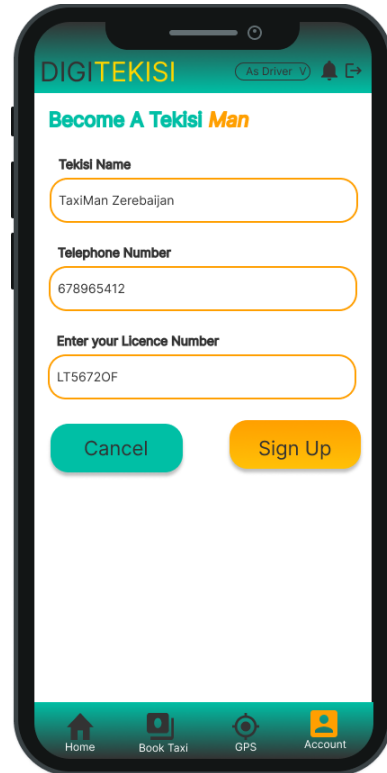 DIGITEKISI
As Driver V
Become A Tekisi Man
Tekisi Name
TaxiMan Zerebaijan
Telephone Number
678965412
Enter your Licence Number
LT5672OF
Cancel
Sign Up
Home
Book Taxi
GPS
Account